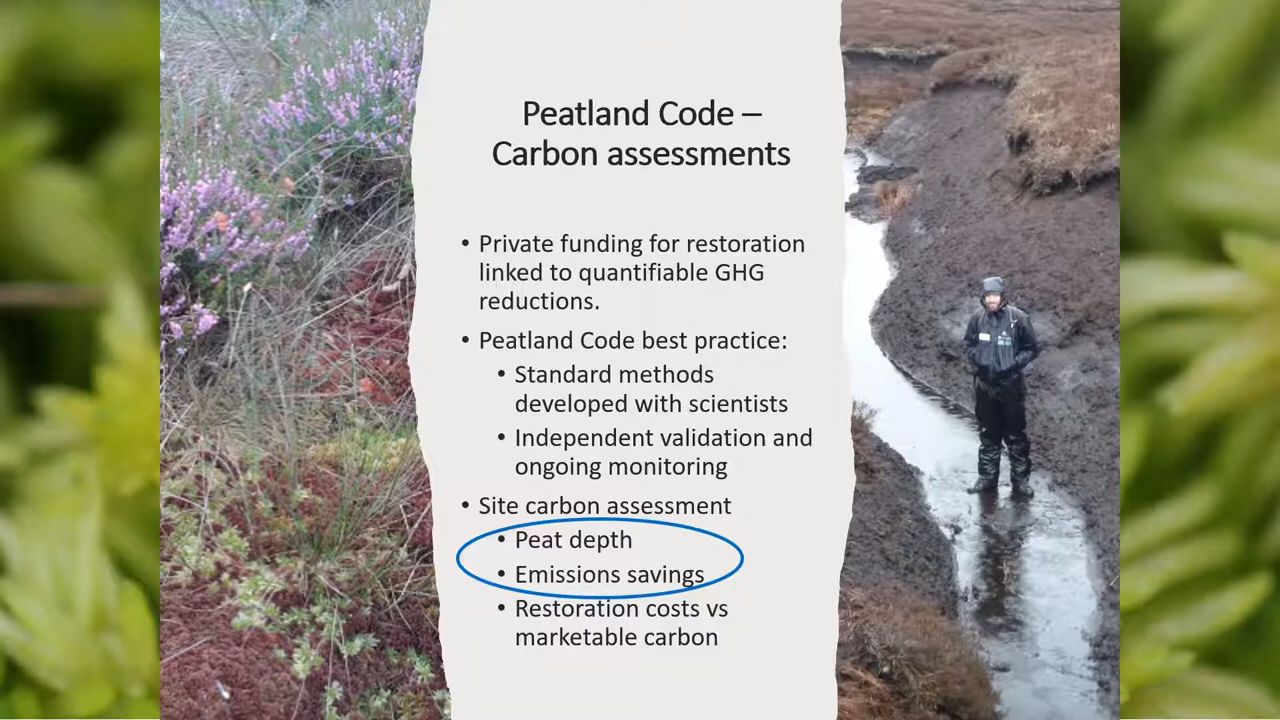 Peatland Code –
Carbon assessments
• Private funding for restoration
linked to quantifiable GHG
reductions.
• Peatland Code best practice:
• Standard methods
developed with scientists
• Independent validation and
ongoing monitoring
• Site carbon assessment
• Peat depth
• Emissions savings
• Restoration costs vs
marketable carbon